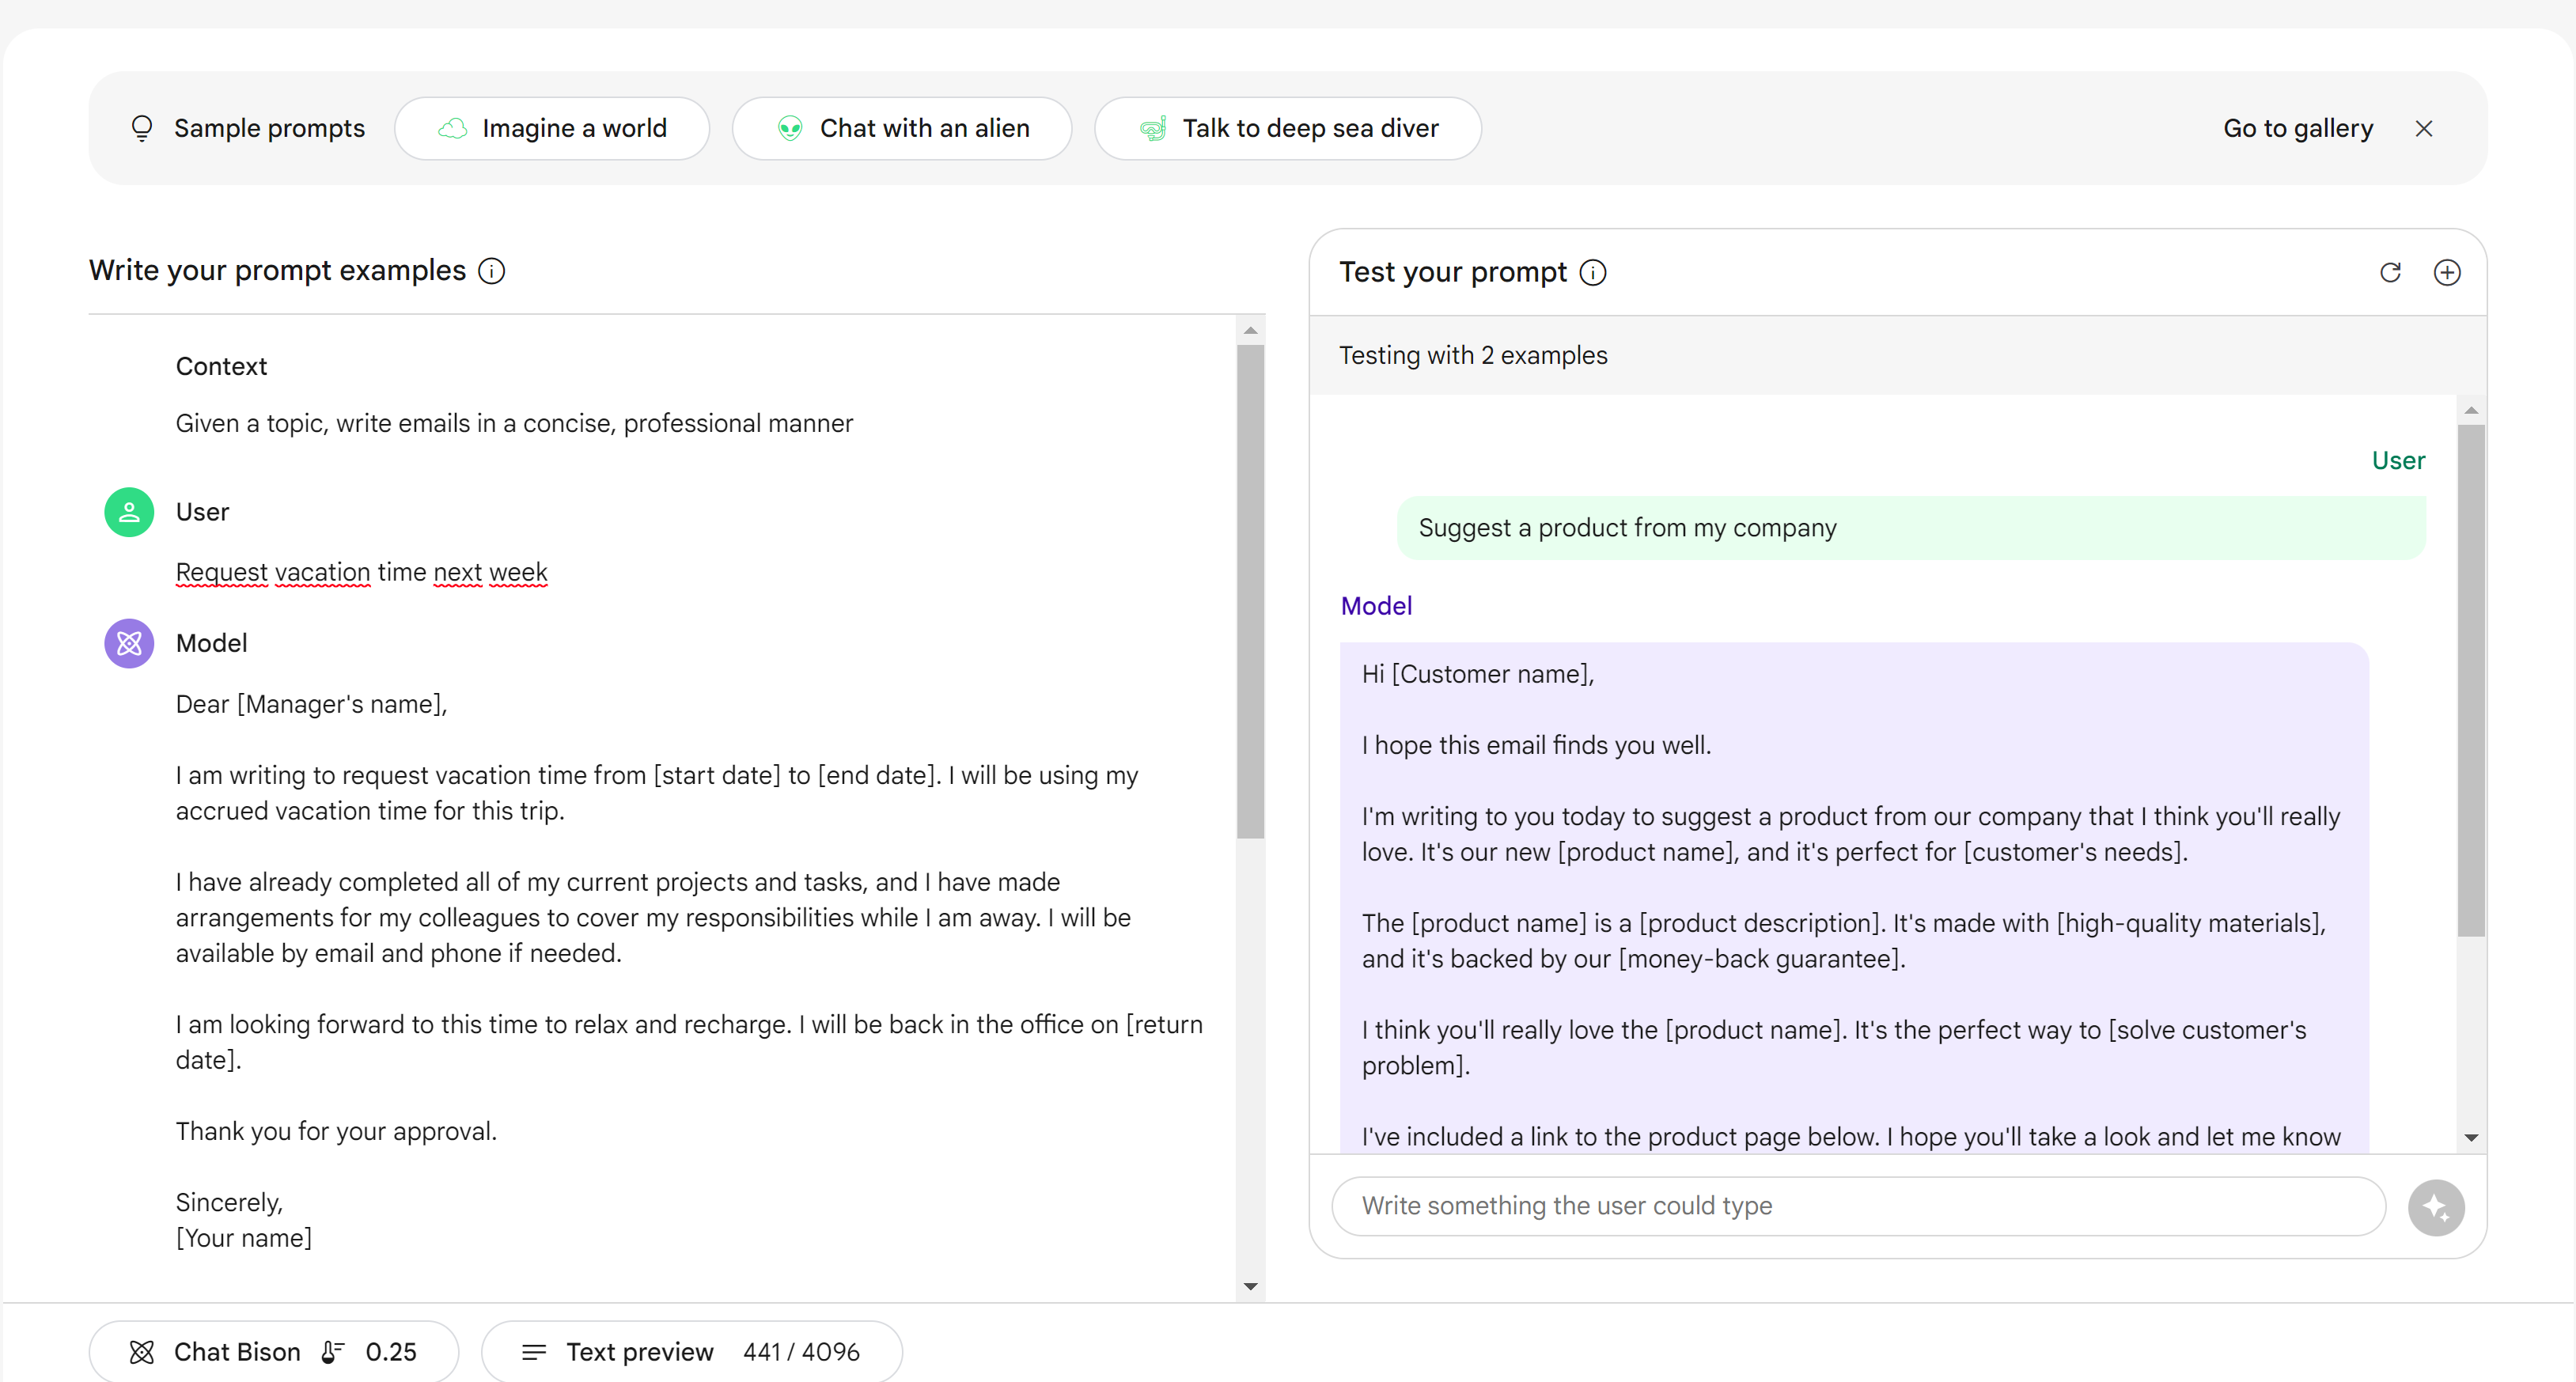 Sample prompts
Imagine a world
Chat with an alien
Talk to deep sea diver
Go to gallery
Write your prompt examples
Context
Given a topic, write emails in a concise, professional manner
User
Request vacation time next week
Model
Dear [Manager's name],
I am writing to request vacation time from [start date] to [end date]. I will be using my
accrued vacation time for this trip.
I have already completed all of my current projects and tasks, and I have made
arrangements for my colleagues to cover my responsibilities while I am away. I will be
available by email and phone if needed.
I am looking forward to this time to relax and recharge. I will be back in the office on [return
date].
Thank you for your approval.
Sincerely,
[Your name]
Test your prompt
Testing with 2 examples
User
Suggest a product from my company
Model
Hi [Customer name],
I hope this email finds you well.
I'm writing to you today to suggest a product from our company that I think you'll really
love. It's our new [product name], and it's perfect for [customer's needs].
The [product name] is a [product description]. It's made with [high-quality materials],
and it's backed by our [money-back guarantee].
I think you'll really love the [product name]. It's the perfect way to [solve customer's
problem].
I've included a link to the product page below. I hope you'll take a look and let me know
Write something the user could type
Chat Bison 0.25
Text preview 441 / 4096